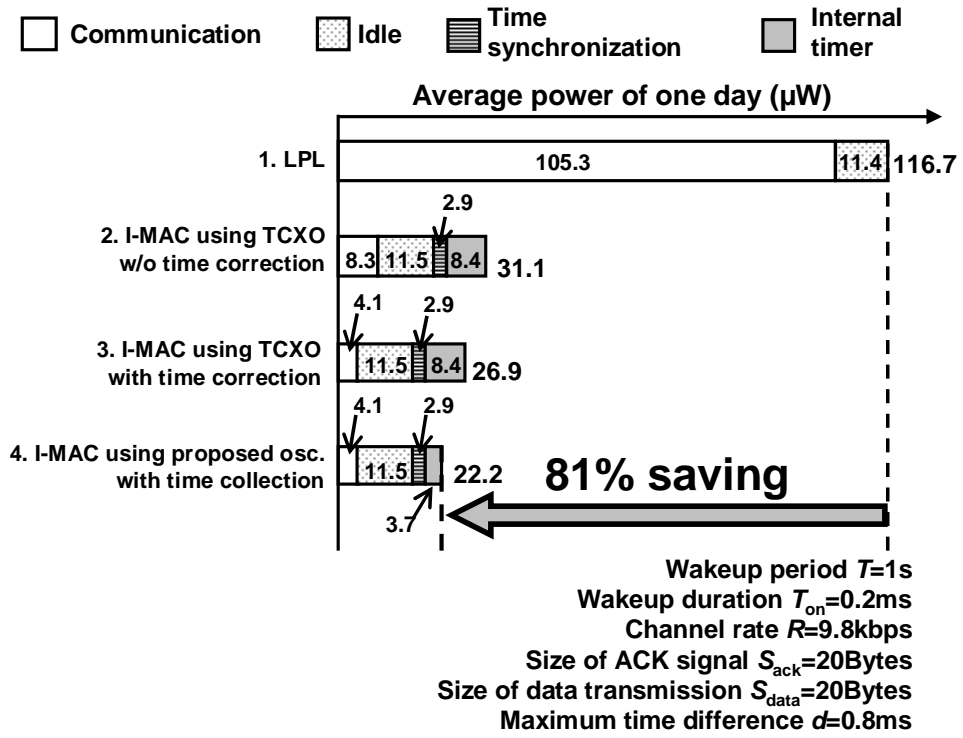 Communication
Idle
Time
synchronization
Internal
timer
Average power of one day (μW)
1. LPL
105.3
11.4
116.7
2.9
2. I-MAC using TCXO
w/o time correction
8.3
11.5
8.4
31.1
4.1
2.9
3. I-MAC using TCXO
with time correction
11.5
8.4
26.9
4.1
2.9
4. I-MAC using proposed osc.
with time collection
11.5
22.2
3.7
81% saving
Wakeup period T=1s
Wakeup duration Ton=0.2ms
Channel rate R=9.8kbps
Size of ACK signal Sack=20Bytes
Size of data transmission Sdata=20Bytes
Maximum time difference d=0.8ms